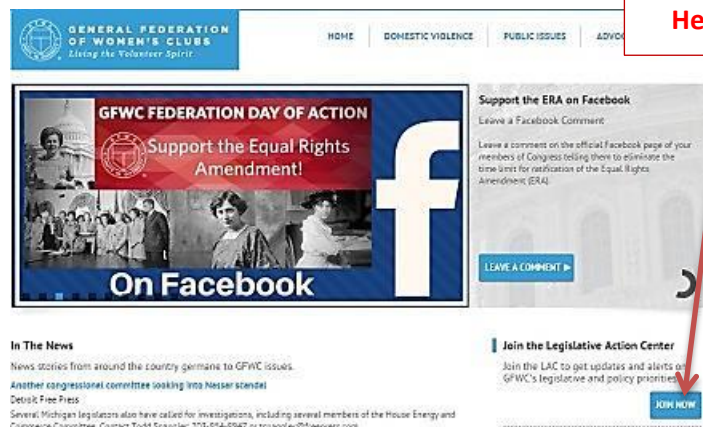 GENERAL FEDERATION
OF WOMEN'S CLUBS
Living the Volunteer Spirit
HOME
DOMESTIC VIOLENCE
PUBLIC ISSUES
GFWC FEDERATION DAY OF ACTION
Support the Equal Rights
Amendment!
On Facebook
Support the ERA on Facebook
Leave a Facebook Comment
Leave a comment on the official Facebook page of your
members of Congress telling them to eliminate the
time limit for ratification of the Equal Rights
Amendment (ERA).
LEAVE A COMMENT
In The News
News stories from around the country germane to GFWC issues.
Another congressional committee looking into Nassar scandal
Detroit Free Press
Several Michigan legislators also have called for investigations, including several members of the House Energy and
Join the Legislative Action Center
Join the LAC to get updates and alerts on
GFWC's legislative and policy priorities
JOIN NOW